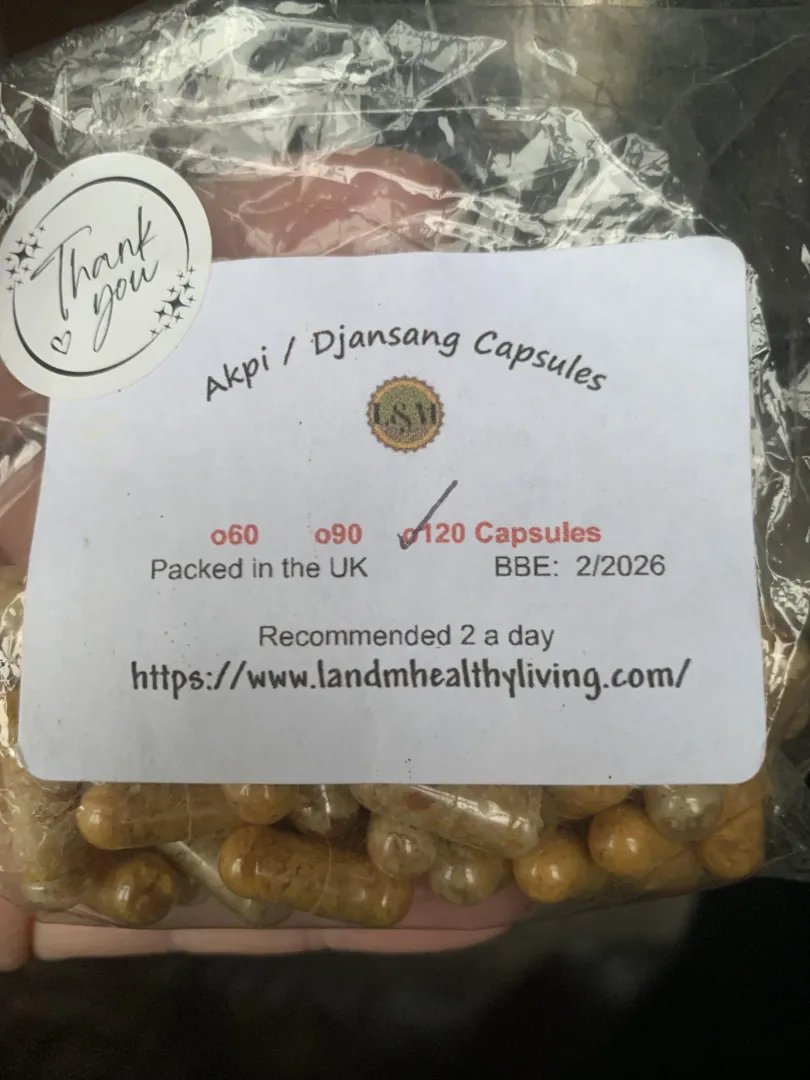 Thank
you
Akpi / Djansang Capsules
L&M
o60 o90 o120 Capsules
Packed in the UK BBE: 2/2026
Recommended 2 a day
https://www.landmhealthyliving.com/